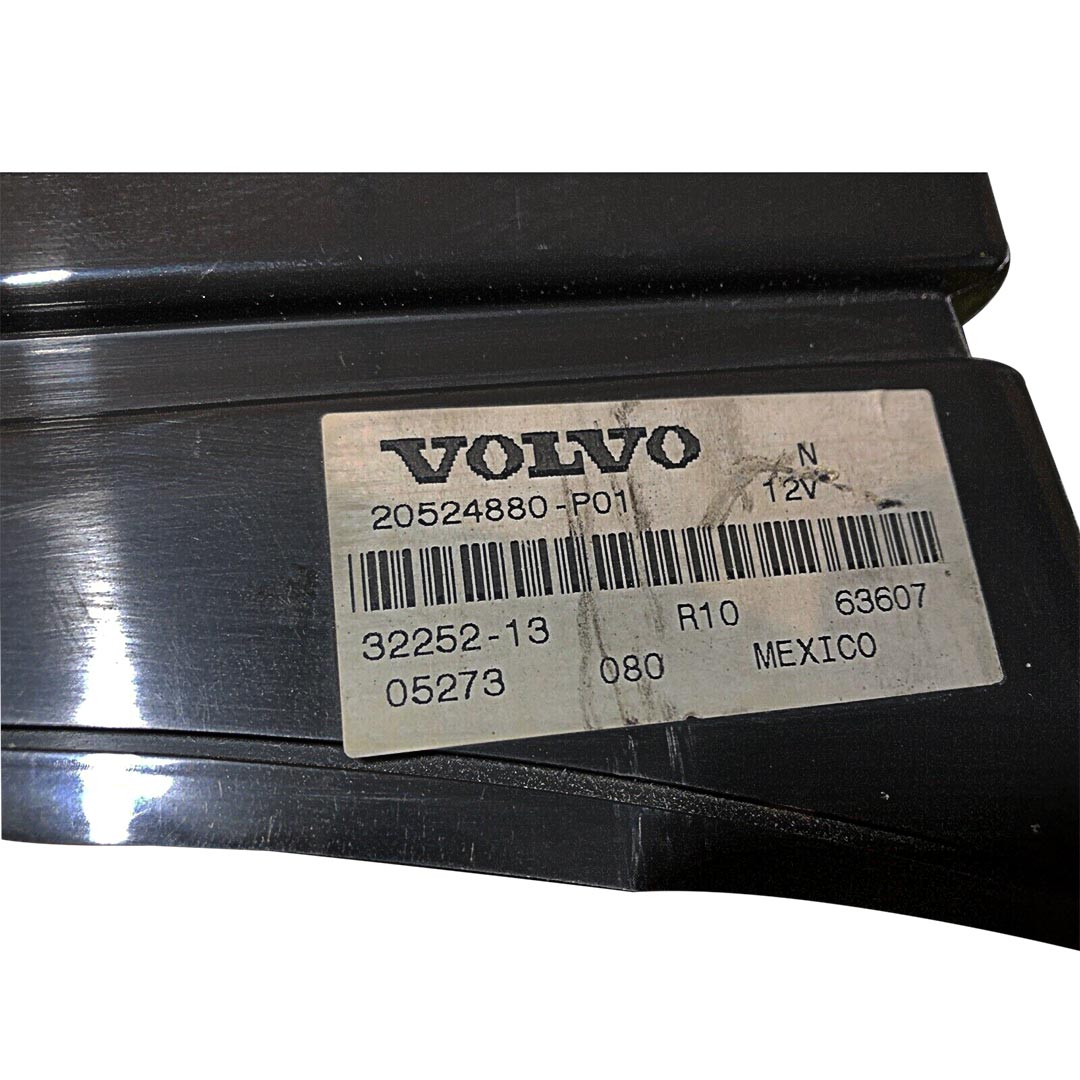 VOLVO
N
20524880-P01 12V
32252-13 R10 63607
05273 080 MEXICO